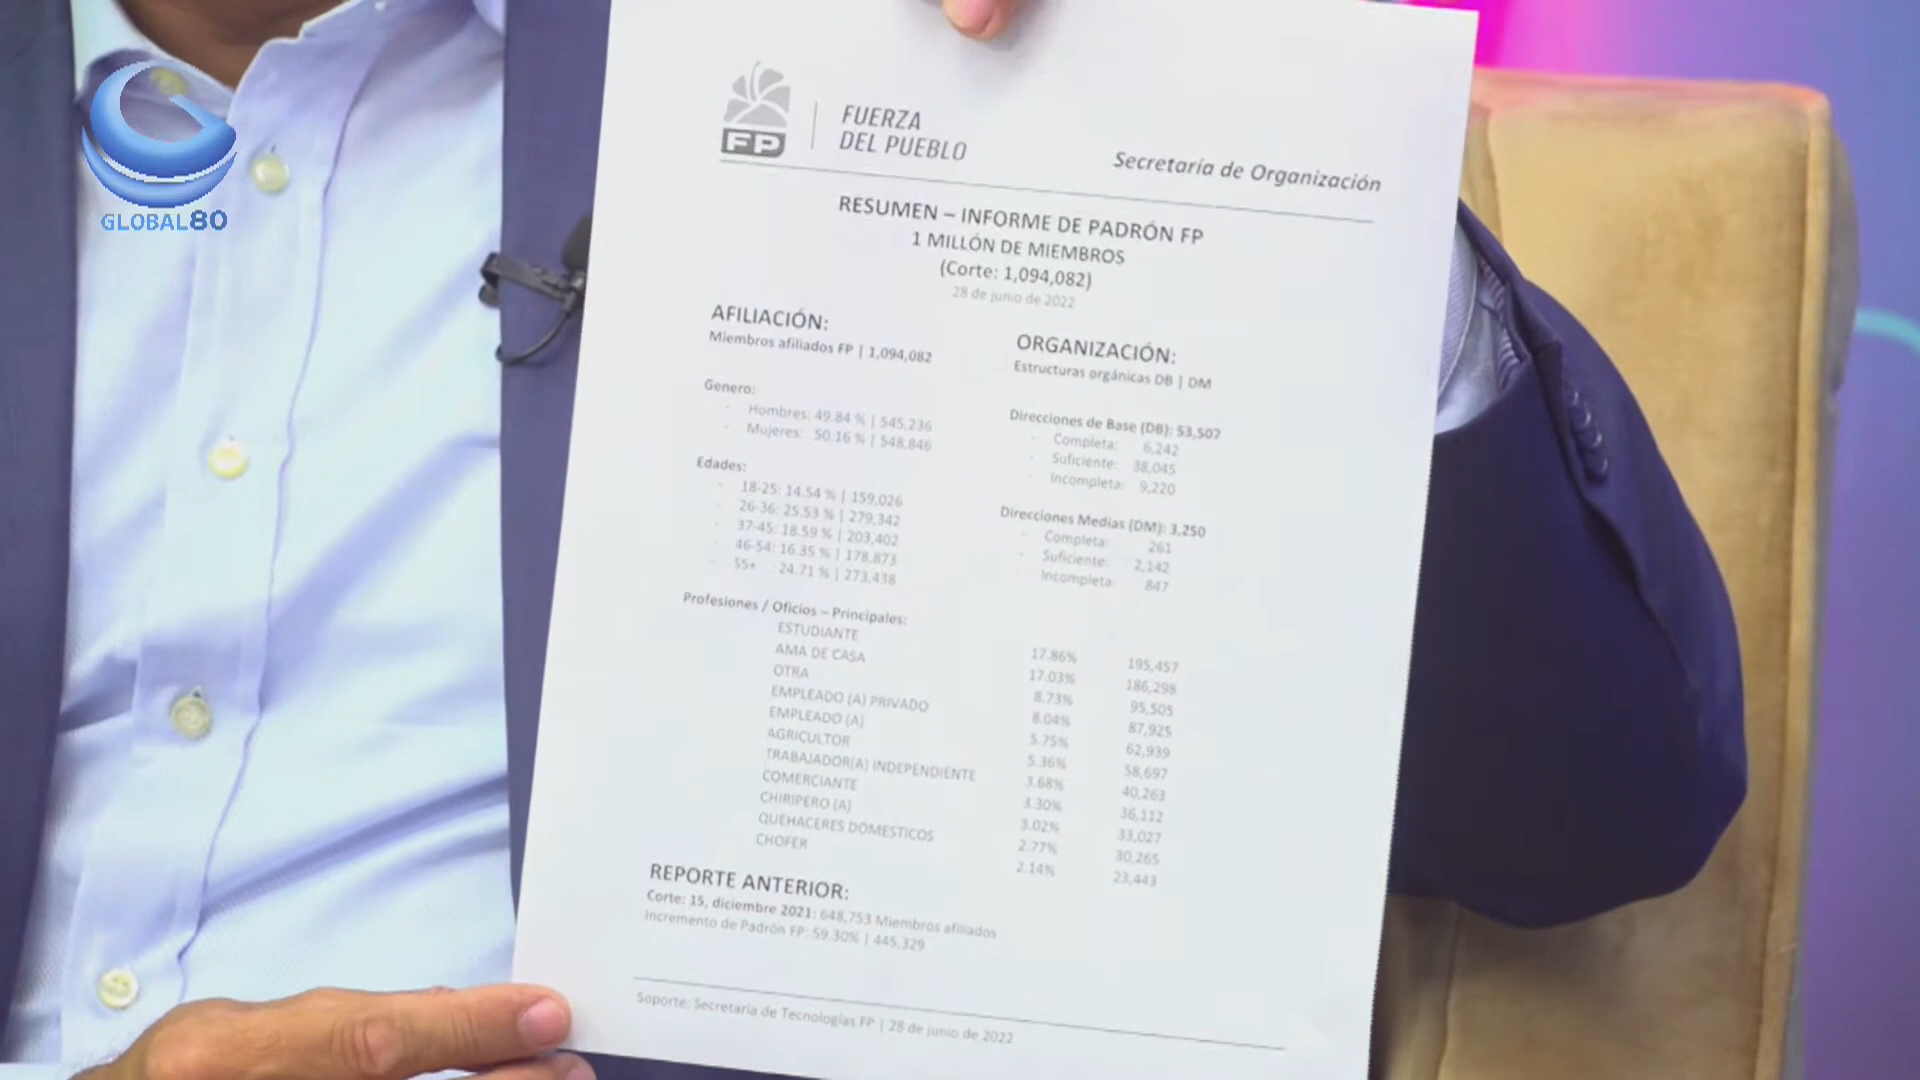 GLOBAL80
FP
FUERZA
DEL PUEBLO
Secretaría de Organización
RESUMEN – INFORME DE PADRÓN FP
1 MILLÓN DE MIEMBROS
(Corte: 1,094,082)
28 de junio de 2022
AFILIACIÓN:
Miembros afiliados FP | 1,094,082
Genero:
- Hombres: 49.84 % | 545,236
- Mujeres: 50.16 % | 548,846
Edades:
- 18-25: 14.54 % | 159,026
- 26-36: 25.53 % | 279,342
- 37-45: 18.59 % | 203,402
- 46-54: 16.35 % | 178,873
- 55+ : 24.71 % | 273,438
ORGANIZACIÓN:
Estructuras orgánicas DB | DM
Direcciones de Base (DB): 53,507
- Completa: 6,242
- Suficiente: 38,045
- Incompleta: 9,220
Direcciones Medias (DM): 3,250
- Completa: 261
- Suficiente: 2,142
- Incompleta: 847
Profesiones / Oficios – Principales:
ESTUDIANTE 17.86% 195,457
AMA DE CASA 17.03% 186,298
OTRA 8.73% 95,505
EMPLEADO (A) PRIVADO 8.04% 87,925
EMPLEADO (A) 5.75% 62,939
AGRICULTOR 5.36% 58,697
TRABAJADOR(A) INDEPENDIENTE 3.68% 40,263
COMERCIANTE 3.30% 36,112
CHIRIPERO (A) 3.02% 33,027
QUEHACERES DOMESTICOS 2.77% 30,265
CHOFER 2.14% 23,443
REPORTE ANTERIOR:
Corte: 15, diciembre 2021: 648,753 Miembros afiliados
Incremento de Padrón FP: 59.30% | 445,329
Soporte: Secretaría de Tecnologías FP | 28 de junio de 2022